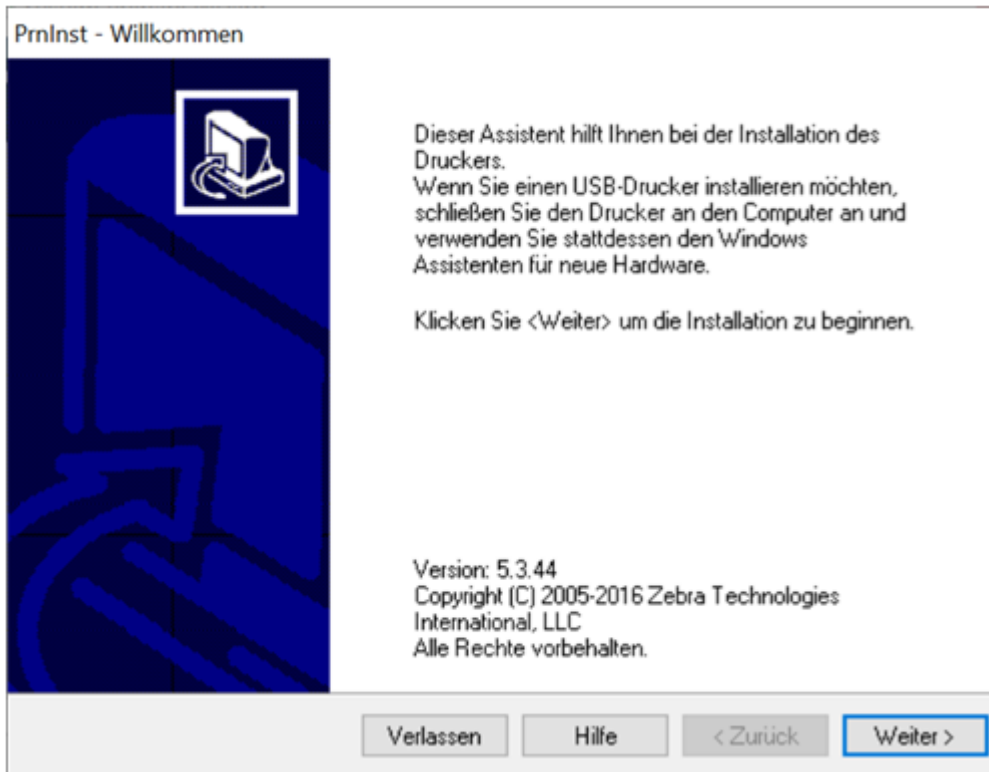 PrnInst - Willkommen
Dieser Assistent hilft Ihnen bei der Installation des
Druckers.
Wenn Sie einen USB-Drucker installieren möchten,
schließen Sie den Drucker an den Computer an und
verwenden Sie stattdessen den Windows
Assistenten für neue Hardware.
Klicken Sie <Weiter> um die Installation zu beginnen.
Version: 5.3.44
Copyright (C) 2005-2016 Zebra Technologies
International, LLC
Alle Rechte vorbehalten.
Verlassen Hilfe < Zurück Weiter >